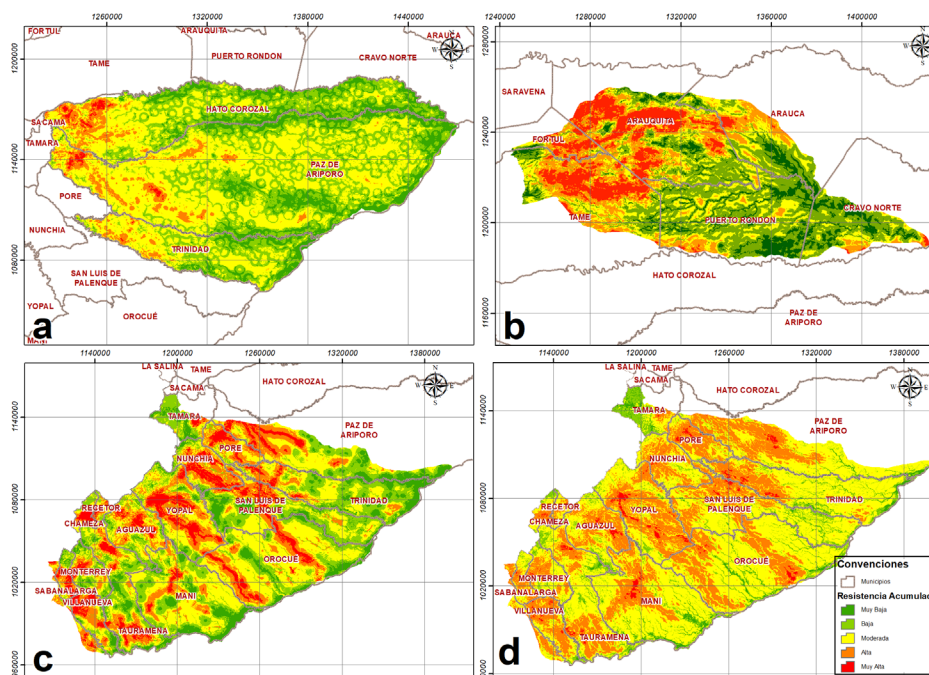 1260000 1320000 1380000 1440000
FORTUL ARAUQUITA ARAUCA
PUERTO RONDON
CRAVO NORTE
TAME
1200000
HATO COROZAL
SACAMA
TAMARA
1140000
PAZ DE
ARIPORO
PORE
NUNCHIA
TRINIDAD
1080000
SAN LUIS DE
PALENQUE
YOPAL
OROCUÉ
a
N
W E
S
1240000 1280000 1320000 1360000 1400000
1280000
SARAVENA
ARAUCA
ARAUQUITA
1240000
FORTUL
CRAVO NORTE
TAME
PUERTO RONDON
1200000
HATO COROZAL
PAZ DE
ARIPORO
1160000
b
1140000 1200000 1260000 1320000 1380000
LA SALINA TAME
SACAMA
HATO COROZAL
TAMARA
1140000
PAZ DE
ARIPORO
PORE
NUNCHIA
1080000
SAN LUIS DE
PALENQUE
TRINIDAD
RECETOR
YOPAL
CHAMEZA
AGUAZUL
OROCUÉ
MONTERREY
1020000
SABANALARGA
VILLANUEVA
MANI
TAURAMENA
c
N
W E
S
1140000 1200000 1260000 1320000
LA SALINA TAME
SACAMA
HATO COROZAL
TAMARA
1140000
PAZ DE
ARIPORO
PORE
NUNCHIA
1080000
SAN LUIS DE
PALENQUE
TRINIDAD
RECETOR
YOPAL
CHAMEZA
AGUAZUL
OROCUÉ
MONTERREY
1020000
SABANALARGA
VILLANUEVA
MANI
TAURAMENA
d
Convenciones
Municipios
Resistencia Acumulac
Muy Baja
Baja
Moderada
Alta
Muy Alta